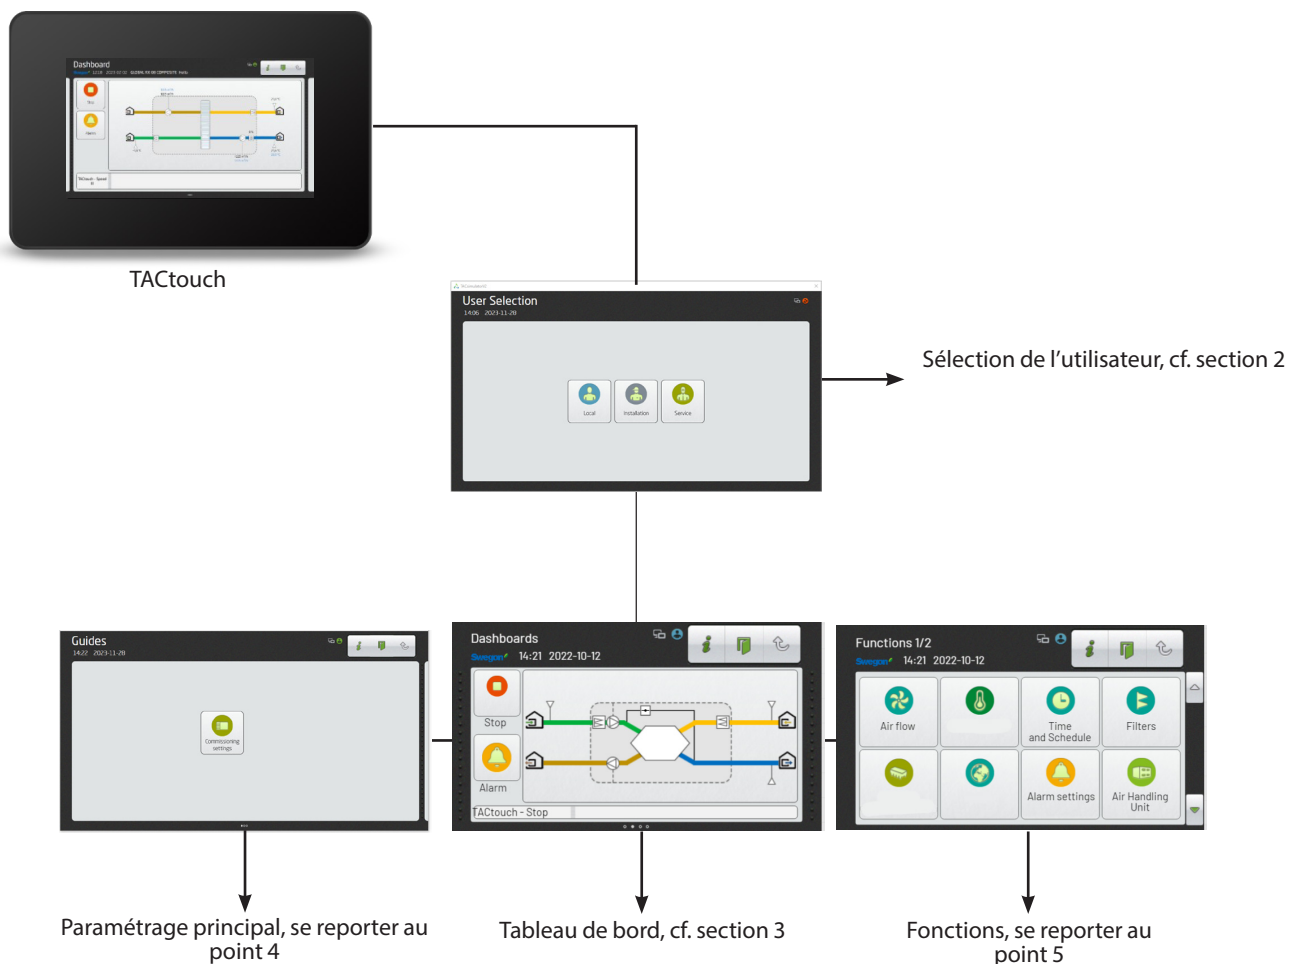 Dashboard
TACtouch
User Selection
14:06 2023-11-28
Local
Installation
Service
Sélection de l'utilisateur, cf. section 2
Guides
14:22 2023-11-28
Commissioning
settings
Dashboards
Swegon 14:21 2022-10-12
Stop
Alarm
TACtouch - Stop
Functions 1/2
Swegon 14:21 2022-10-12
Air flow
Time
and Schedule
Filters
Alarm settings
Air Handling
Unit
Paramétrage principal, se reporter au
point 4
Tableau de bord, cf. section 3
Fonctions, se reporter au
point 5